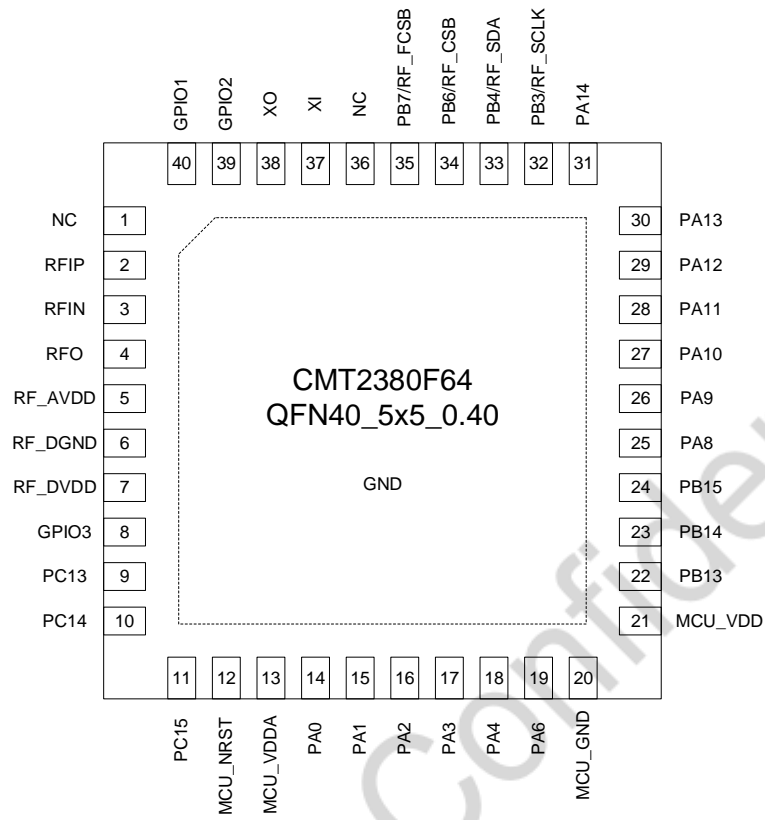 GPIO1
GPIO2
XO
XI
NC
PB7/RF_FCSB
PB6/RF_CSB
PB4/RF_SDA
PB3/RF_SCLK
PA14
40
39
38
37
36
35
34
33
32
31
NC 1
RFIP 2
RFIN 3
RFO 4
RF_AVDD 5
RF_DGND 6
RF_DVDD 7
GPIO3 8
PC13 9
PC14 10
CMT2380F64
QFN40_5x5_0.40
GND
30 PA13
29 PA12
28 PA11
27 PA10
26 PA9
25 PA8
24 PB15
23 PB14
22 PB13
21 MCU_VDD
11
12
13
14
15
16
17
18
19
20
PC15
MCU_NRST
MCU_VDDA
PA0
PA1
PA2
PA3
PA4
PA6
MCU_GND